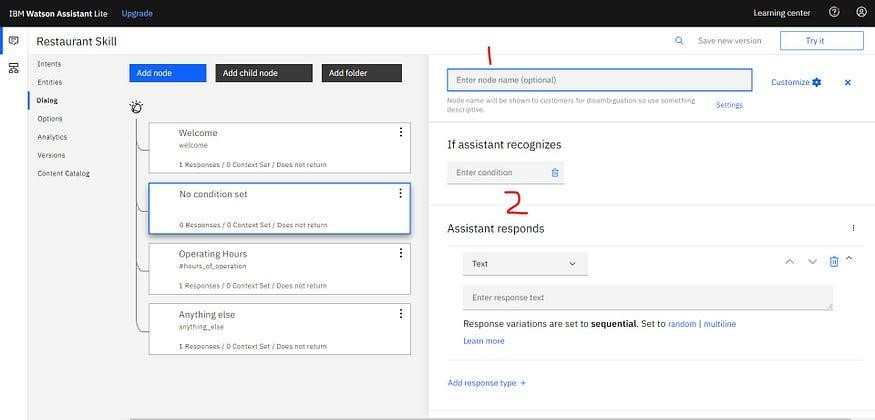 IBM Watson Assistant Lite Upgrade Learning center
Restaurant Skill Save new version Try it
Intents
Entities
Dialog
Options
Analytics
Versions
Content Catalog
Add node Add child node Add folder
Welcome
welcome
1 Responses / 0 Context Set / Does not return
No condition set
0 Responses / 0 Context Set / Does not return
Operating Hours
#hours_of_operation
1 Responses / 0 Context Set / Does not return
Anything else
anything_else
1 Responses / 0 Context Set / Does not return
1
Enter node name (optional)
Customize
Node name will be shown to customers for disambiguation so use something
descriptive.
Settings
If assistant recognizes
Enter condition
2
Assistant responds
Text
Enter response text
Response variations are set to sequential. Set to random | multiline
Learn more
Add response type +